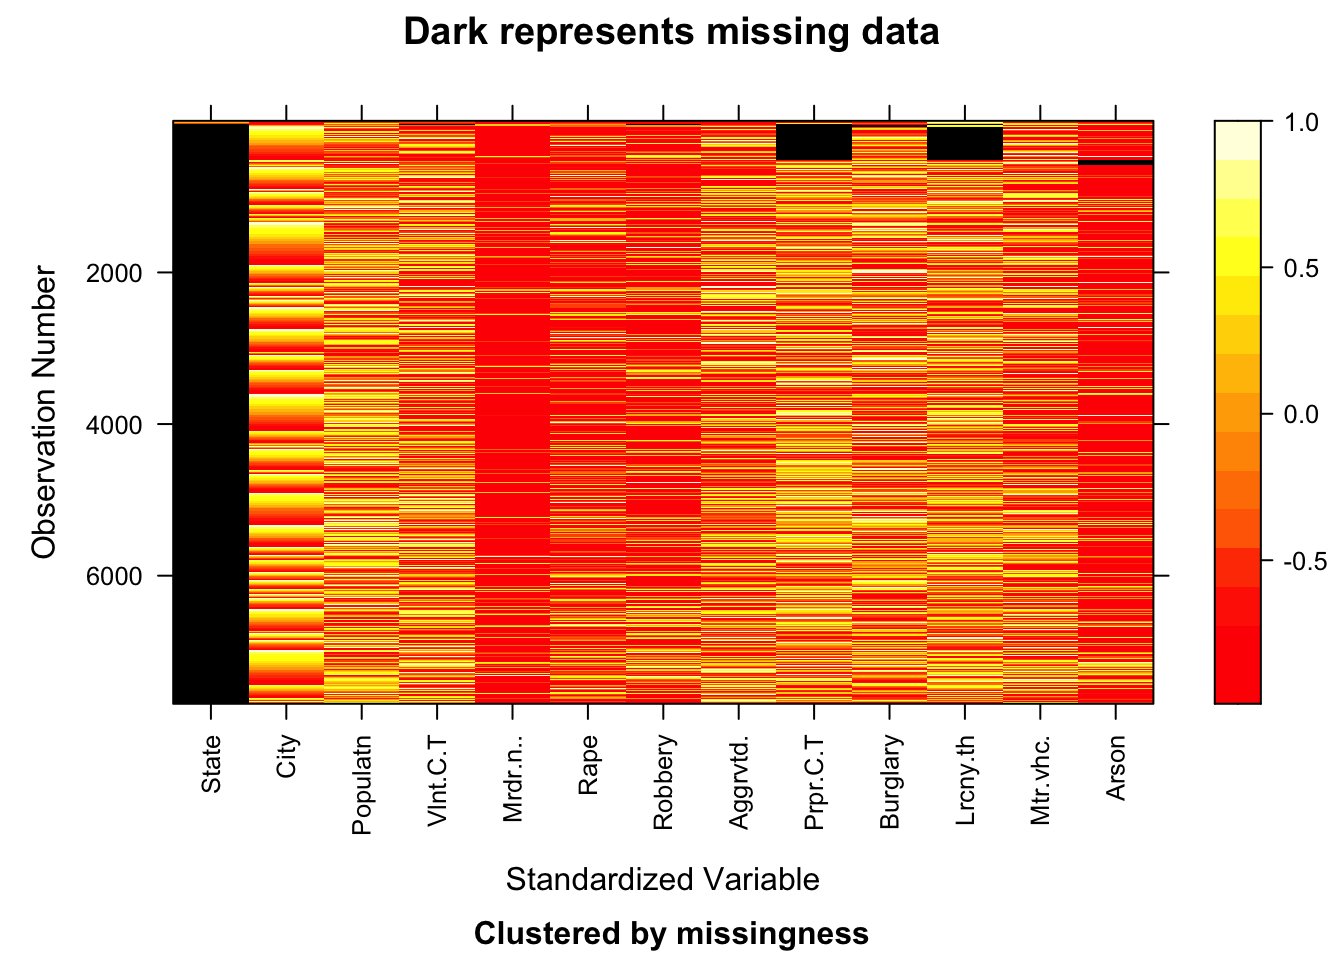 Dark represents missing data
Observation Number
2000
4000
6000
1.0
0.5
0.0
-0.5
State
City
Populatn
Vlnt.C.T
Mrdr.n..
Rape
Robbery
Aggrvtd.
Prpr.C.T
Burglary
Lrcny.th
Mtr.vhc.
Arson
Standardized Variable
Clustered by missingness